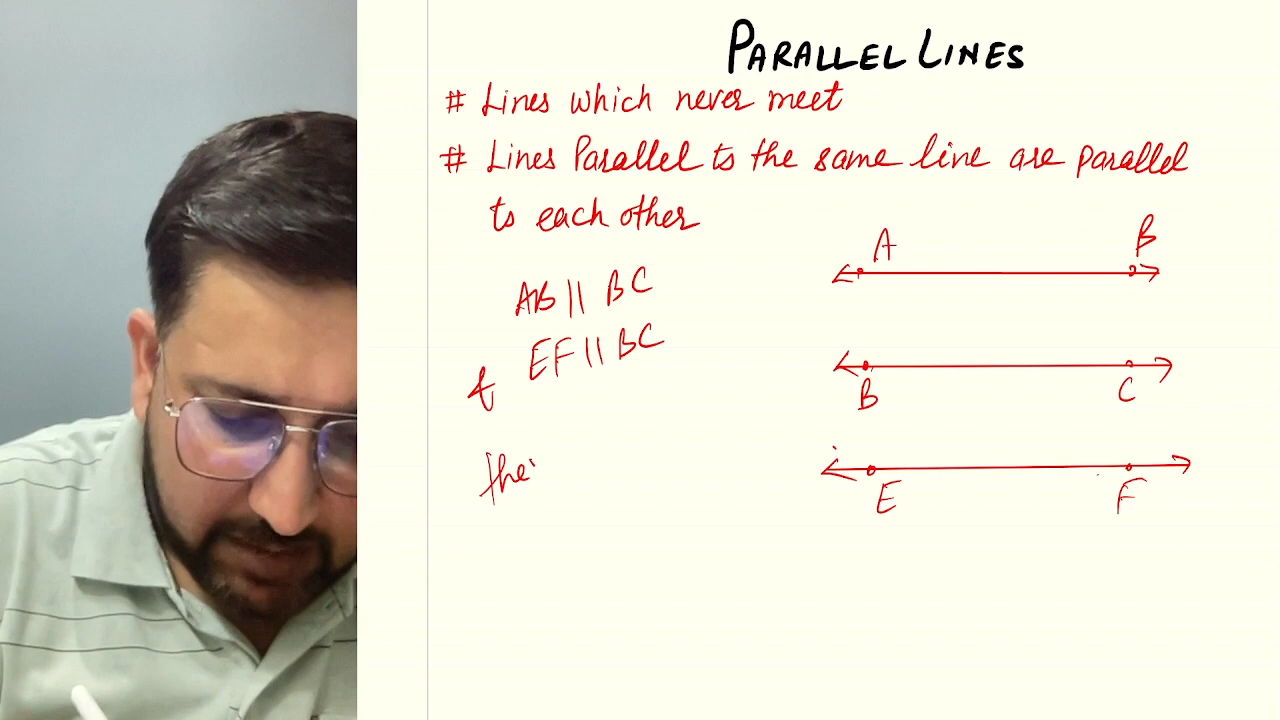 PARALLEL LINES
# Lines which never meet
# Lines Parallel to the same line are parallel
to each other
A B
AB || BC
EF || BC
&
B C
the
E F